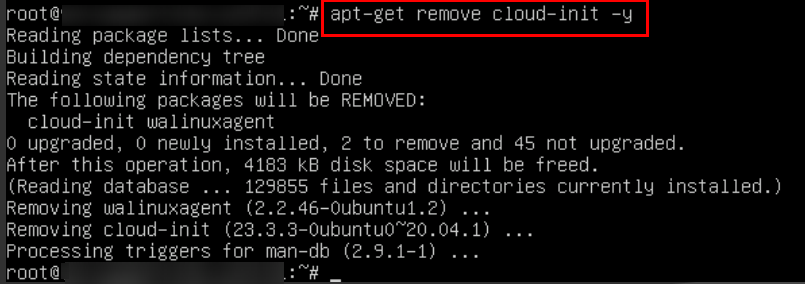 root@ :~# apt-get remove cloud-init -y
Reading package lists... Done
Building dependency tree
Reading state information... Done
The following packages will be REMOVED:
  cloud-init walinuxagent
0 upgraded, 0 newly installed, 2 to remove and 45 not upgraded.
After this operation, 4183 kB disk space will be freed.
(Reading database ... 129855 files and directories currently installed.)
Removing walinuxagent (2.2.46-0ubuntu1.2) ...
Removing cloud-init (23.3.3-0ubuntu0~20.04.1) ...
Processing triggers for man-db (2.9.1-1) ...
root@ :~# _